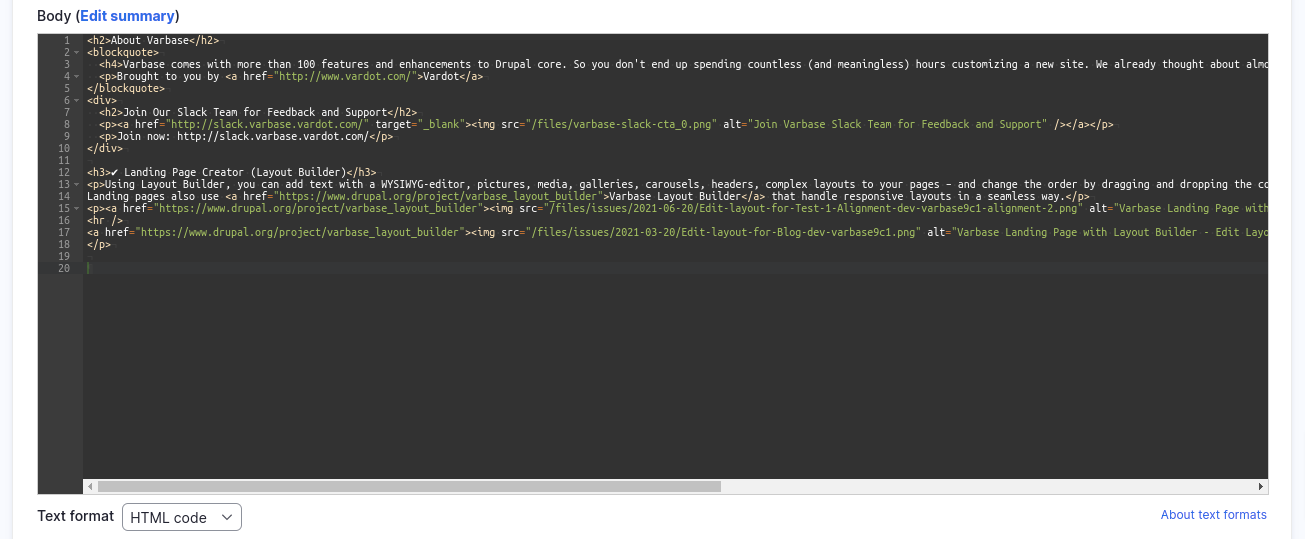 Body (Edit summary)
1 <h2>About Varbase</h2>
2 <blockquote>
3 <h4>Varbase comes with more than 100 features and enhancements to Drupal core. So you don't end up spending countless (and meaningless) hours customizing a new site. We already thought about almo
4 <p>Brought to you by <a href="http://www.vardot.com/">Vardot</a>
5 </blockquote>
6 <div>
7 <h2>Join Our Slack Team for Feedback and Support</h2>
8 <p><a href="http://slack.varbase.vardot.com/" target="_blank"><img src="/files/varbase-slack-cta_0.png" alt="Join Varbase Slack Team for Feedback and Support" /></a></p>
9 <p>Join now: http://slack.varbase.vardot.com/</p>
10 </div>
11
12 <h3>✔ Landing Page Creator (Layout Builder)</h3>
13 <p>Using Layout Builder, you can add text with a WYSIWYG-editor, pictures, media, galleries, carousels, headers, complex layouts to your pages – and change the order by dragging and dropping the co
14 Landing pages also use <a href="https://www.drupal.org/project/varbase_layout_builder">Varbase Layout Builder</a> that handle responsive layouts in a seamless way.</p>
15 <p><a href="https://www.drupal.org/project/varbase_layout_builder"><img src="/files/issues/2021-06-20/Edit-layout-for-Test-1-Alignment-dev-varbase9c1-alignment-2.png" alt="Varbase Landing Page with
16 <hr />
17 <a href="https://www.drupal.org/project/varbase_layout_builder"><img src="/files/issues/2021-03-20/Edit-layout-for-Blog-dev-varbase9c1.png" alt="Varbase Landing Page with Layout Builder - Edit Layo
18 </p>
19
20
Text format HTML code About text formats